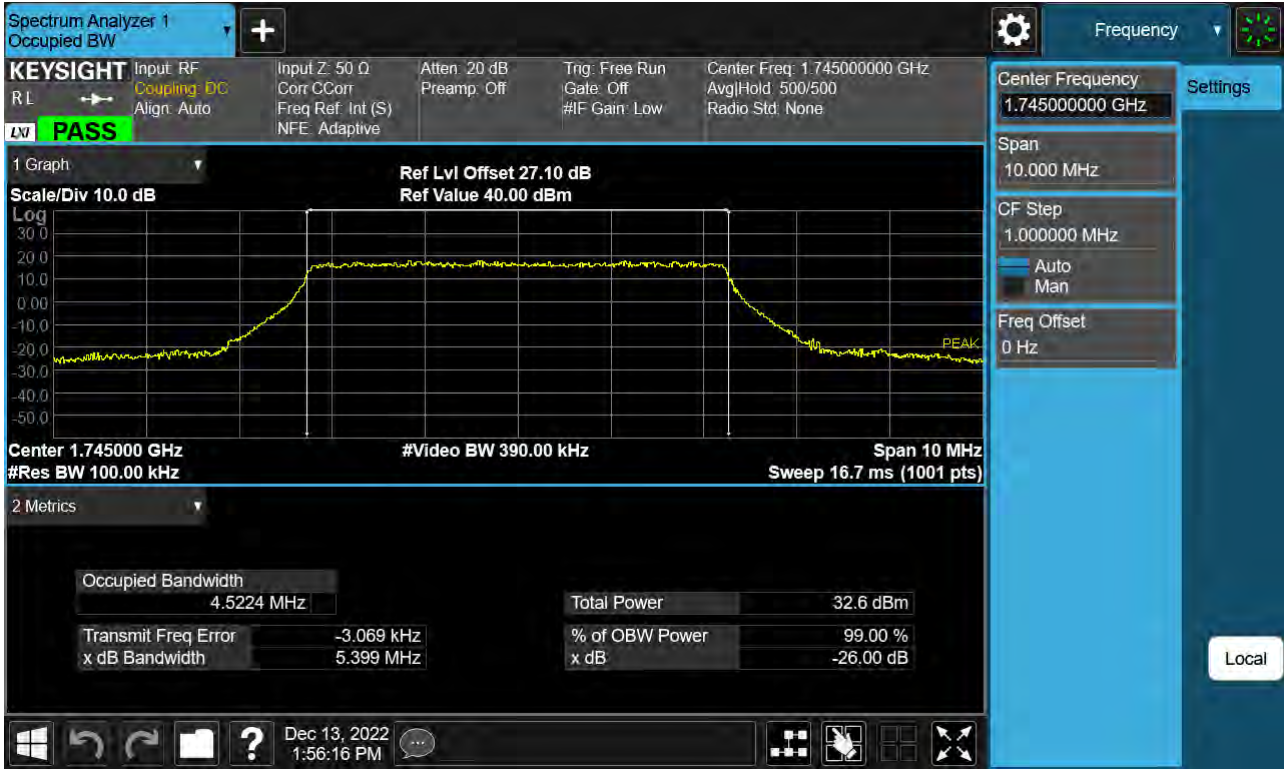 Spectrum Analyzer 1
Occupied BW
+
Frequency
KEYSIGHT
RL
LXI
PASS
Input: RF
Coupling: DC
Align: Auto
Input Z: 50 Ω
Corr CCorr
Freq Ref: Int (S)
NFE: Adaptive
Atten: 20 dB
Preamp: Off
Trig: Free Run
Gate: Off
#IF Gain: Low
Center Freq: 1.745000000 GHz
Avg|Hold: 500/500
Radio Std: None
Center Frequency
1.745000000 GHz
Settings
Span
10.000 MHz
CF Step
1.000000 MHz
Auto
Man
Freq Offset
0 Hz
1 Graph
Scale/Div 10.0 dB
Ref Lvl Offset 27.10 dB
Ref Value 40.00 dBm
Log
30.0
20.0
10.0
0.00
-10.0
-20.0
-30.0
-40.0
-50.0
PEAK
Center 1.745000 GHz
#Video BW 390.00 kHz
Span 10 MHz
#Res BW 100.00 kHz
Sweep 16.7 ms (1001 pts)
2 Metrics
Occupied Bandwidth
4.5224 MHz
Total Power 32.6 dBm
Transmit Freq Error -3.069 kHz
% of OBW Power 99.00 %
x dB Bandwidth 5.399 MHz
x dB -26.00 dB
Local
?
Dec 13, 2022
1:56:16 PM